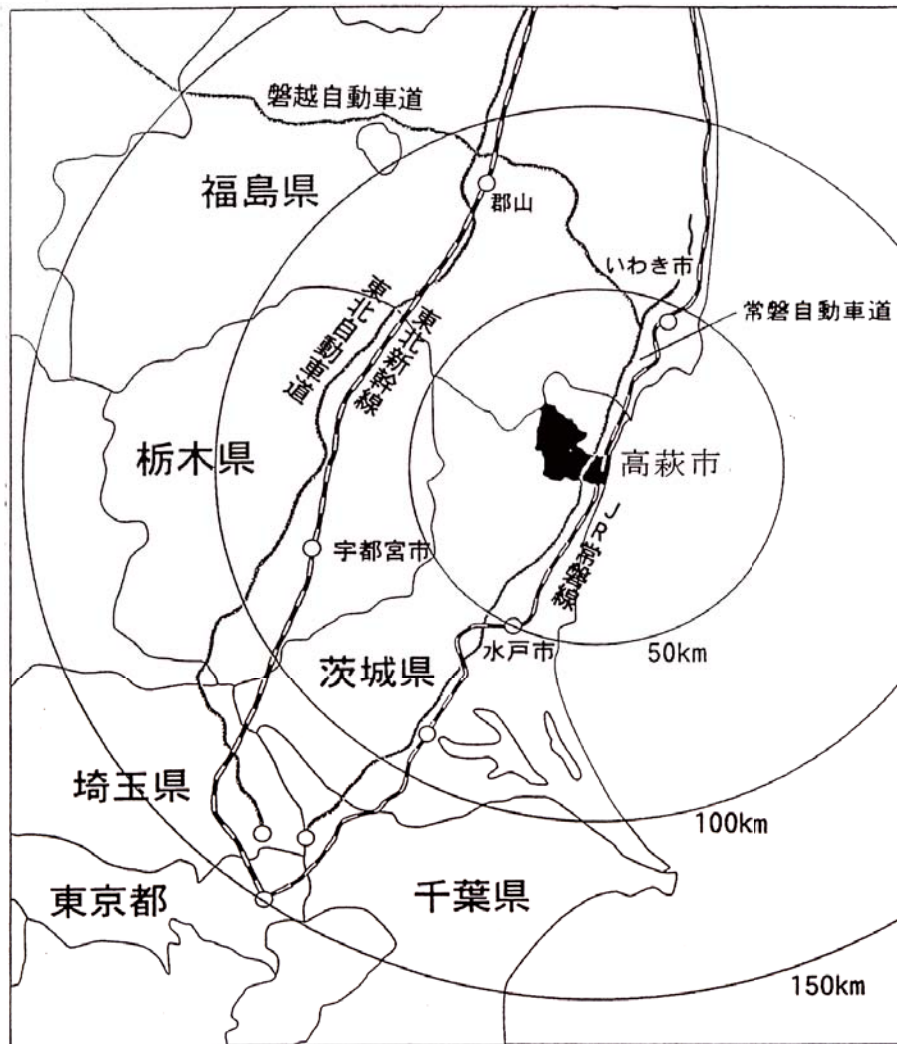 磐越自動車道
福島県
郡山
いわき市
常磐自動車道
東北自動車道
東北新幹線
栃木県
高萩市
JR常磐線
宇都宮市
水戸市
50km
茨城県
埼玉県
100km
東京都
千葉県
150km